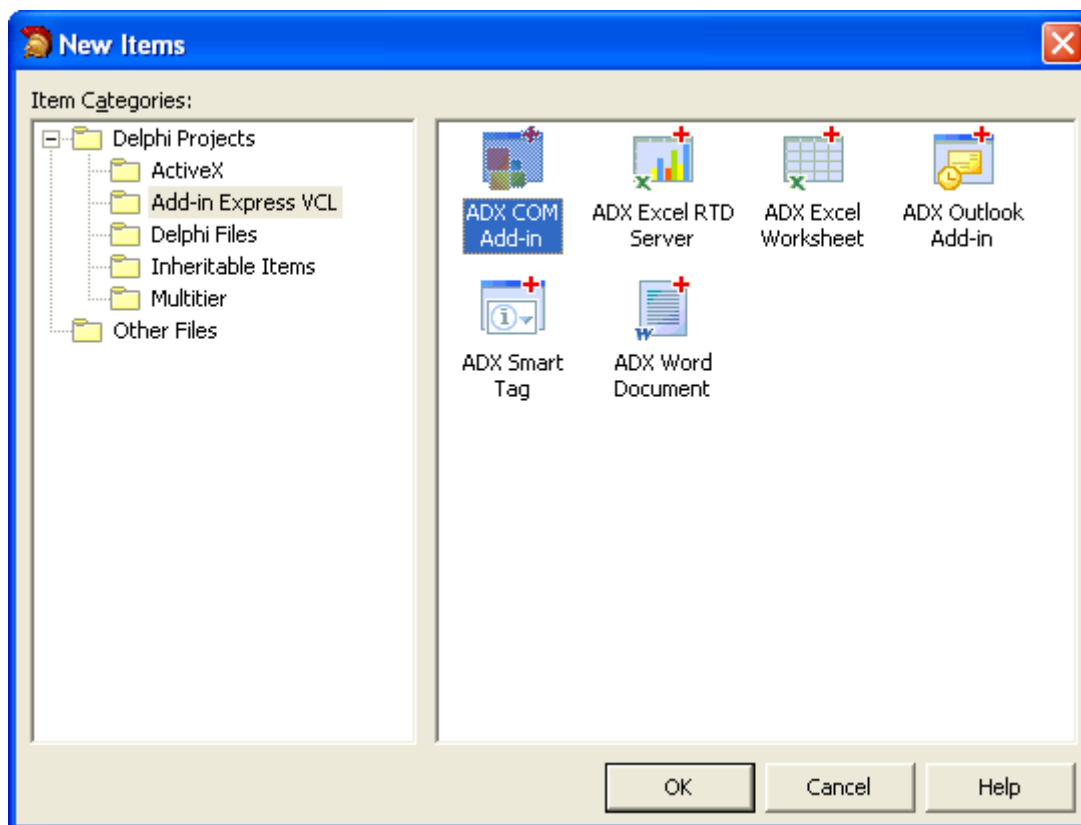 New Items
Item Categories:
Delphi Projects
ActiveX
Add-in Express VCL
Delphi Files
Inheritable Items
Multitier
Other Files
ADX COM
Add-in
ADX Excel RTD
Server
ADX Excel
Worksheet
ADX Outlook
Add-in
ADX Smart
Tag
ADX Word
Document
OK
Cancel
Help